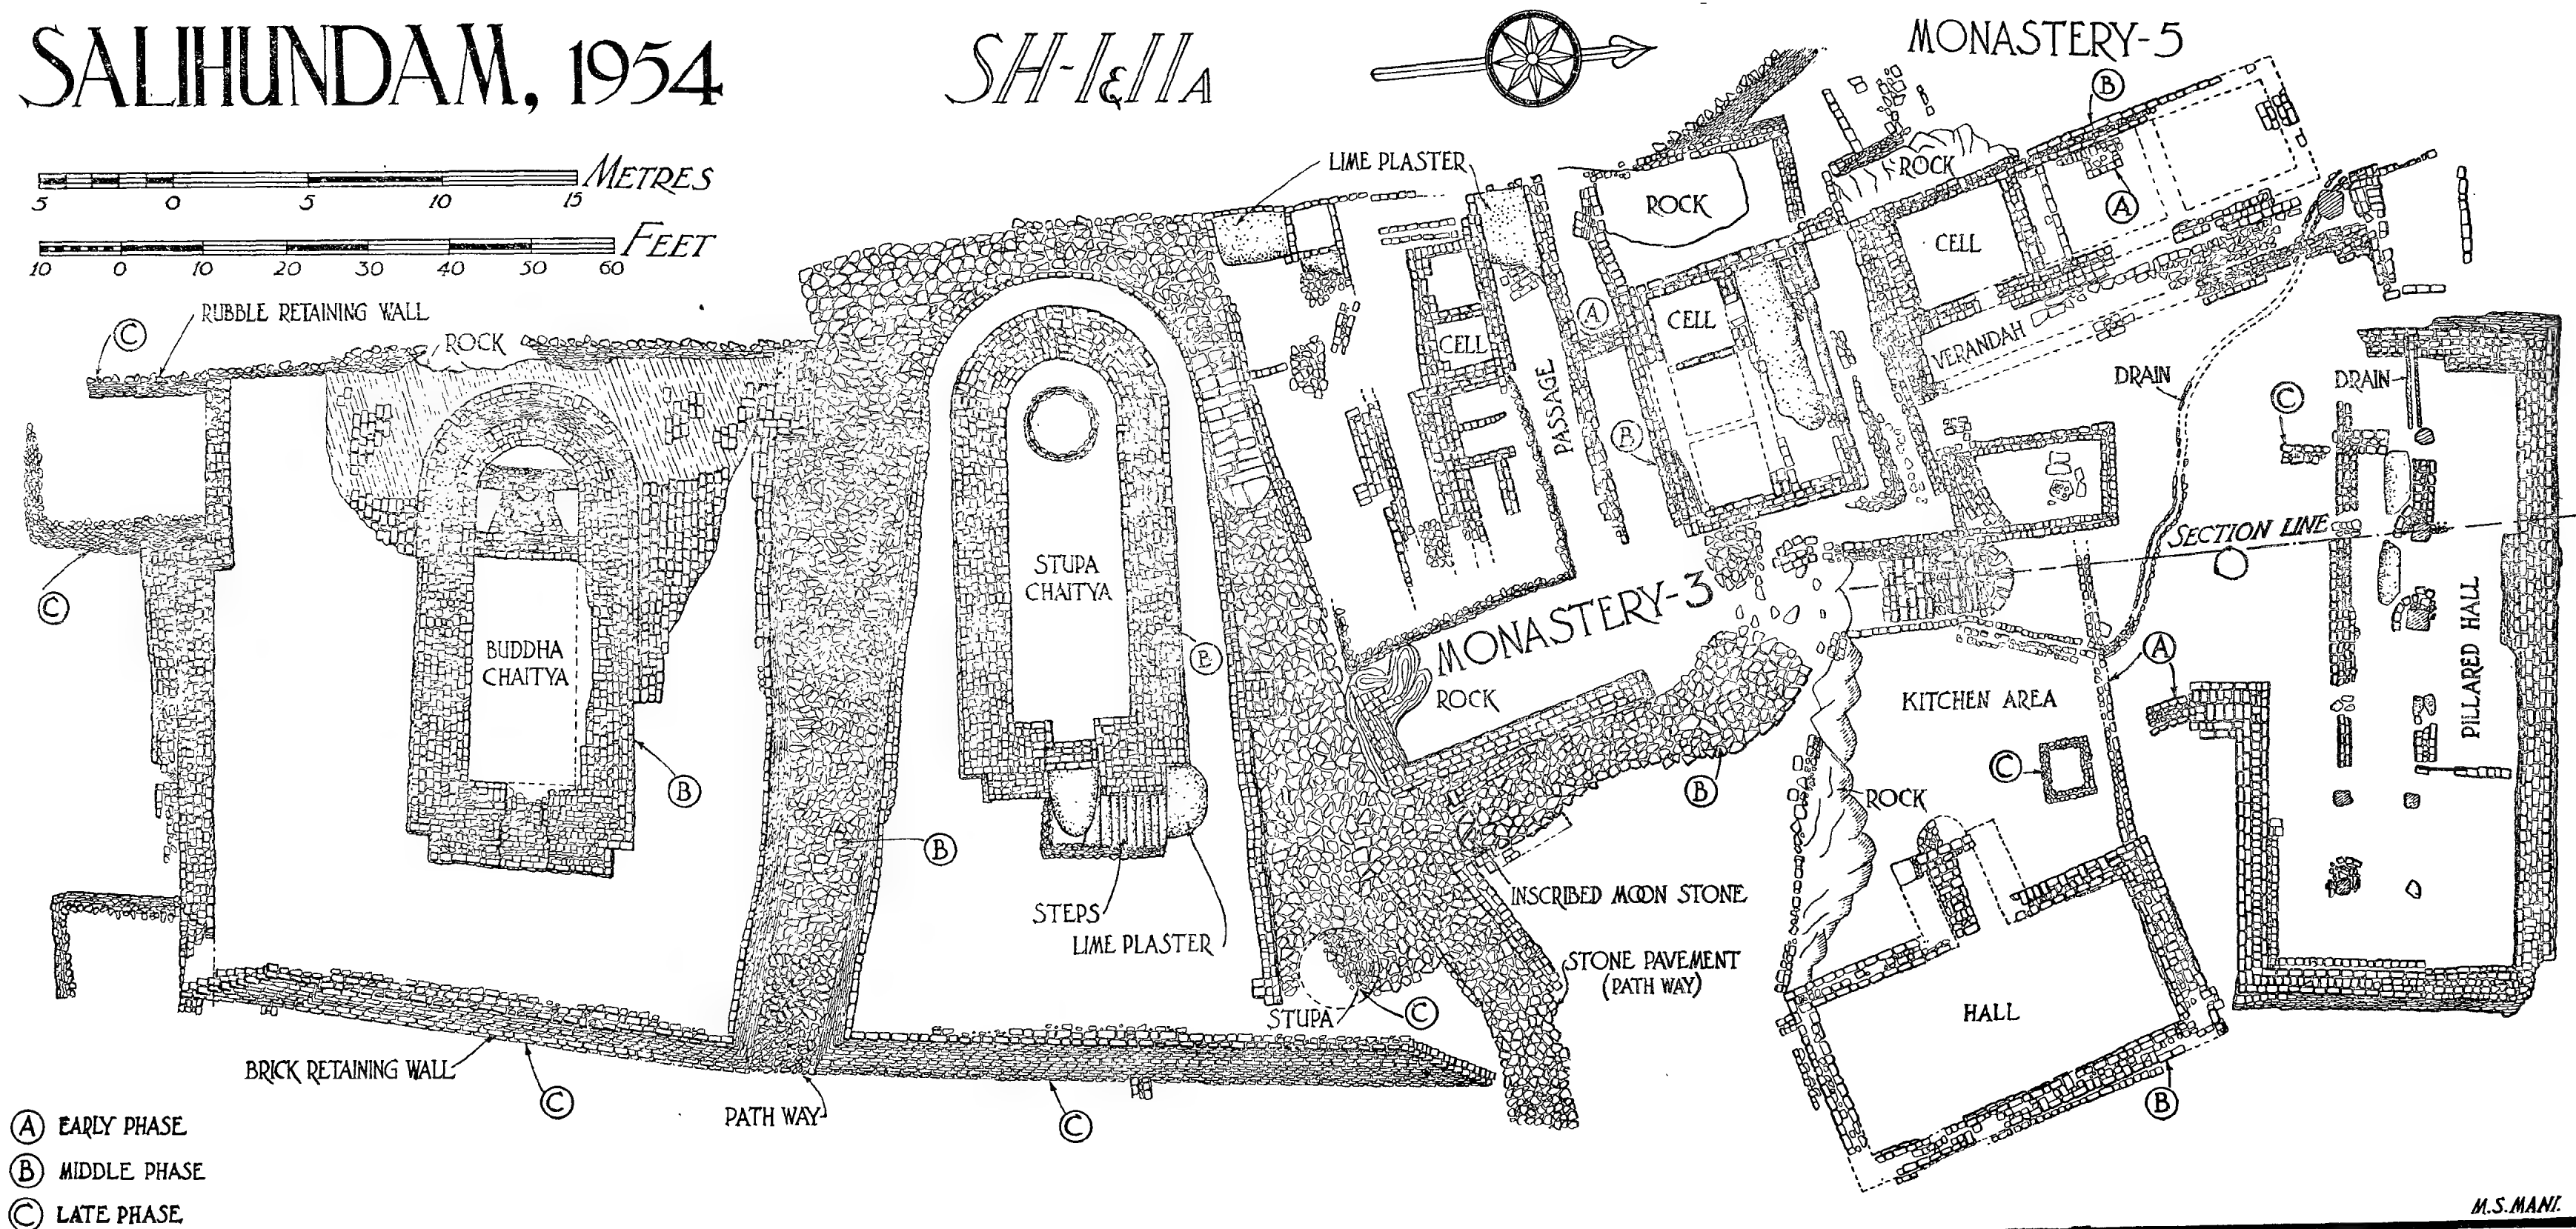 SALIHUNDAM, 1954
SH-I&IIA
MONASTERY-5
METRES
5 0 5 10 15
FEET
10 0 10 20 30 40 50 60
LIME PLASTER
B
A
ROCK
ROCK
CELL
RUBBLE RETAINING WALL
C
ROCK
A
CELL
CELL
PASSAGE
VERANDAH
DRAIN
DRAIN
C
B
SECTION LINE
STUPA
CHAITYA
C
BUDDHA
CHAITYA
B
MONASTERY-3
ROCK
A
KITCHEN AREA
PILLARED HALL
B
B
C
B
ROCK
STEPS
LIME PLASTER
INSCRIBED MOON STONE
STONE PAVEMENT
(PATH WAY)
STUPA
C
HALL
BRICK RETAINING WALL
C
PATH WAY
C
B
A EARLY PHASE
B MIDDLE PHASE
C LATE PHASE
M.S.MANI.